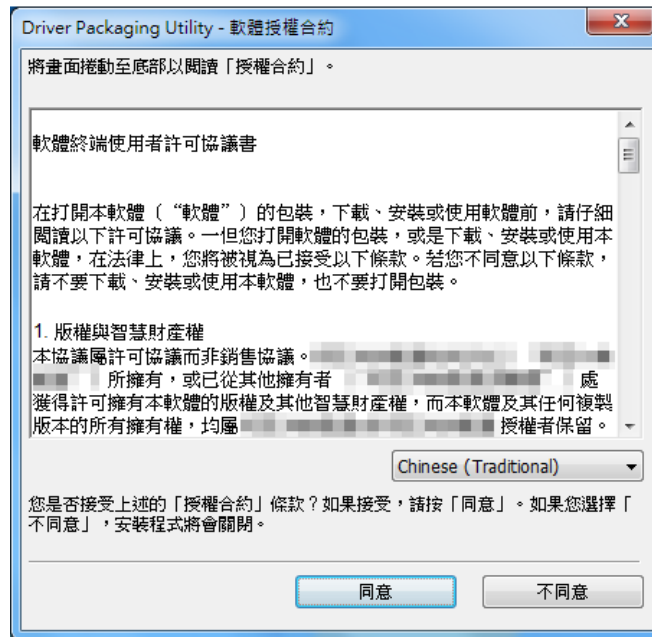 Driver Packaging Utility - 軟體授權合約
將畫面捲動至底部以閱讀「授權合約」。
軟體終端使用者許可協議書
在打開本軟體（“軟體”）的包裝，下載、安裝或使用軟體前，請仔細
閱讀以下許可協議。一但您打開軟體的包裝，或是下載、安裝或使用本
軟體，在法律上，您將被視為已接受以下條款。若您不同意以下條款，
請不要下載、安裝或使用本軟體，也不要打開包裝。
1. 版權與智慧財產權
本協議屬許可協議而非銷售協議。
所擁有，或已從其他擁有者 處
獲得許可擁有本軟體的版權及其他智慧財產權，而本軟體及其任何複製
版本的所有擁有權，均屬 授權者保留。
Chinese (Traditional)
您是否接受上述的「授權合約」條款？如果接受，請按「同意」。如果您選擇「
不同意」，安裝程式將會關閉。
同意
不同意